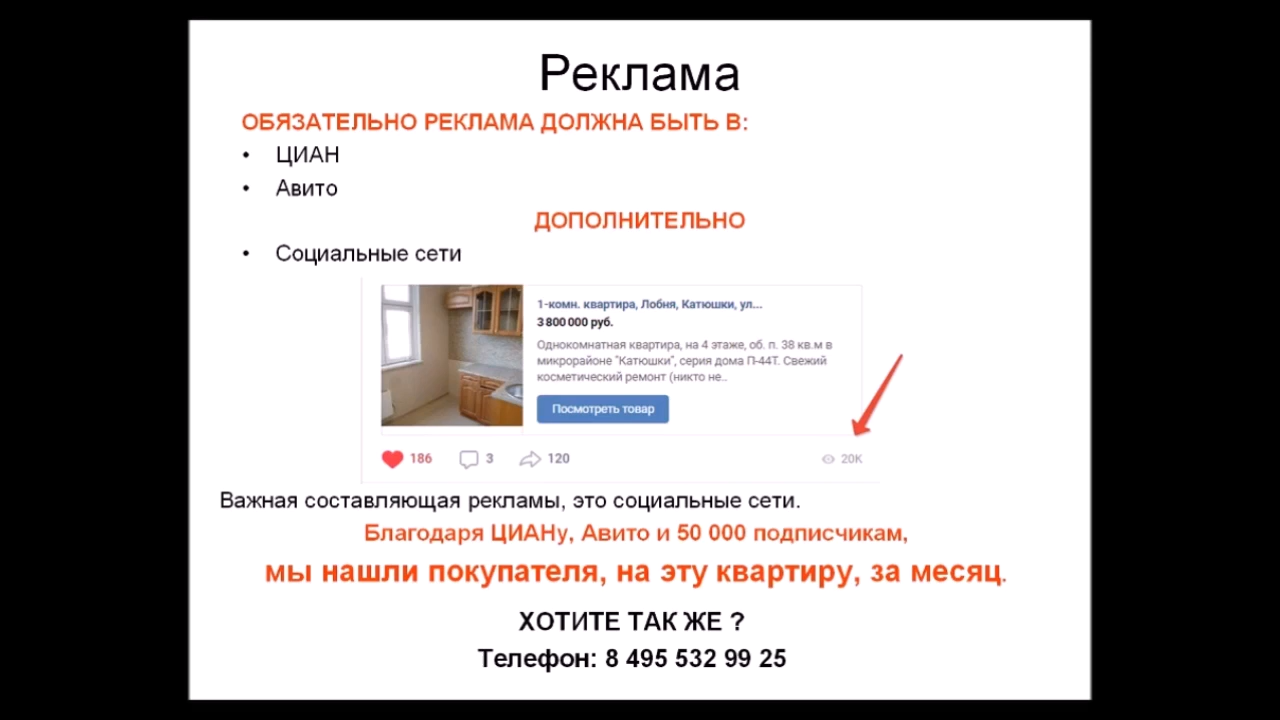 Реклама
ОБЯЗАТЕЛЬНО РЕКЛАМА ДОЛЖНА БЫТЬ В:
• ЦИАН
• Авито
ДОПОЛНИТЕЛЬНО
• Социальные сети
1-комн. квартира, Лобня, Катюшки, ул...
3 800 000 руб.
Однокомнатная квартира, на 4 этаже, об. п. 38 кв.м в
микрорайоне "Катюшки", серия дома П-44Т. Свежий
косметический ремонт (никто не..
Посмотреть товар
186 3 120 20K
Важная составляющая рекламы, это социальные сети.
Благодаря ЦИАНу, Авито и 50 000 подписчикам,
мы нашли покупателя, на эту квартиру, за месяц.
ХОТИТЕ ТАК ЖЕ ?
Телефон: 8 495 532 99 25